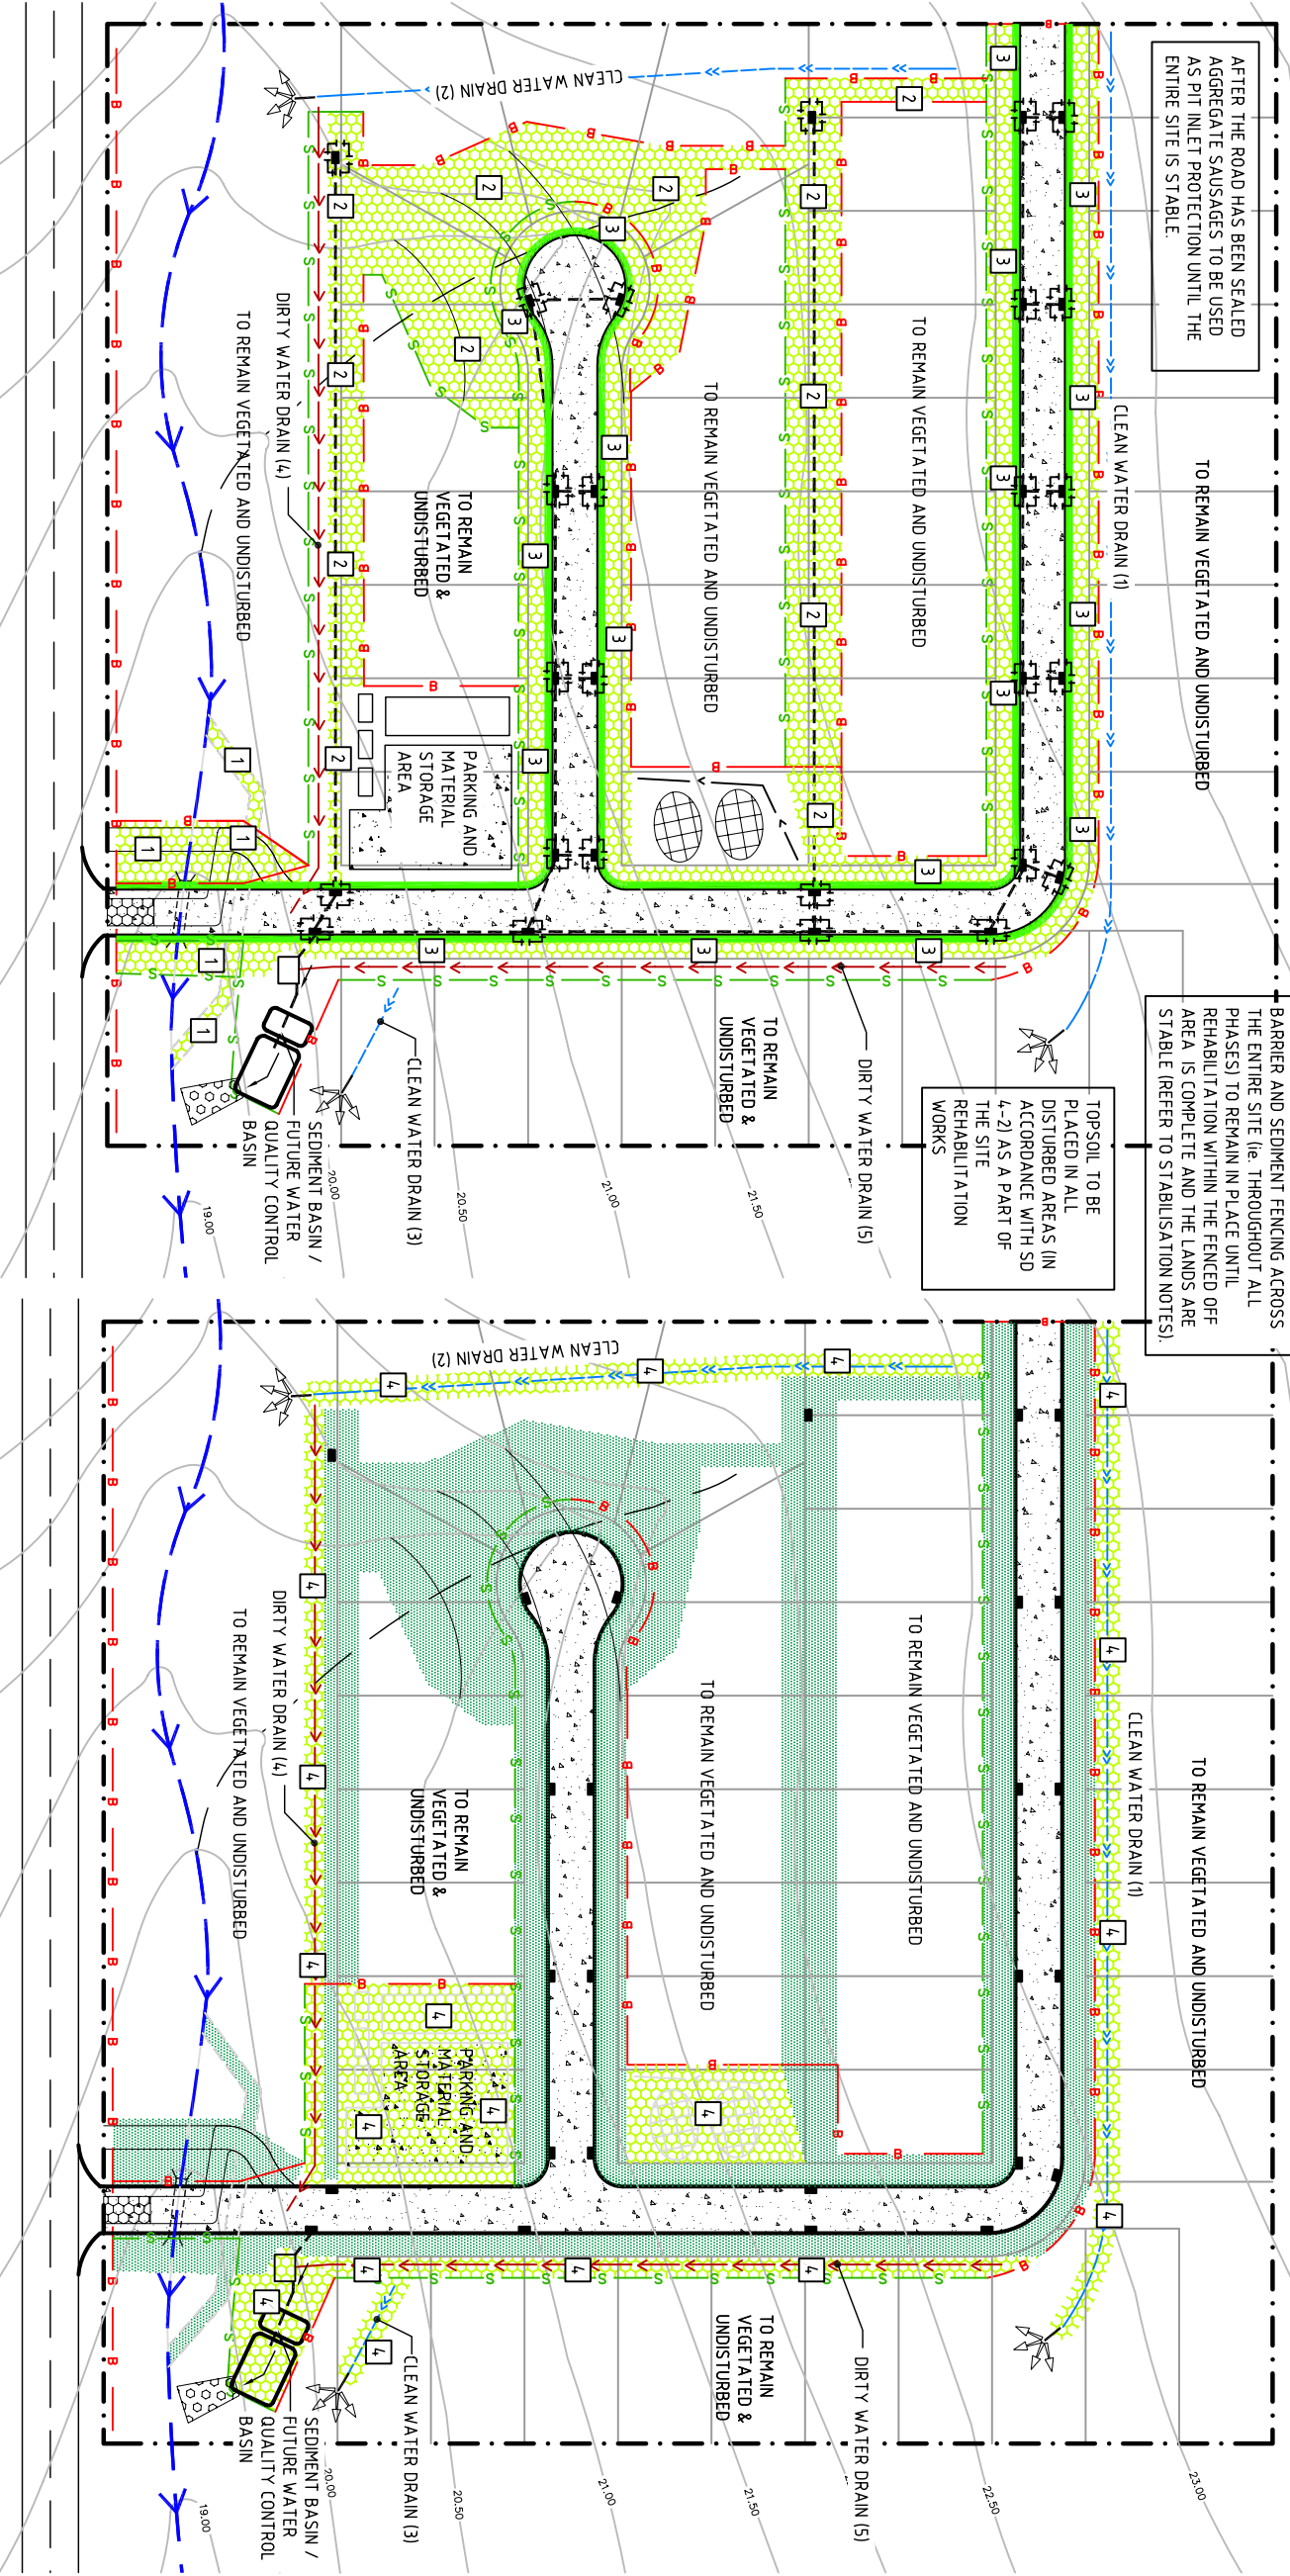 AFTER THE ROAD HAS BEEN SEALED
AGGREGATE SAUSAGES TO BE USED
AS PIT INLET PROTECTION UNTIL THE
ENTIRE SITE IS STABLE.
BARRIER AND SEDIMENT FENCING ACROSS
THE ENTIRE SITE (ie. THROUGHOUT ALL
PHASES) TO REMAIN IN PLACE UNTIL
REHABILITATION WITHIN THE FENCED OF
AREA IS COMPLETE AND THE LANDS ARE
STABLE (REFER TO STABILISATION NOTES).
TOPSOIL TO BE
PLACED IN ALL
DISTURBED AREAS (IN
ACCORDANCE WITH SD
4-2) AS A PART OF
THE SITE
REHABILITATION
WORKS
TO REMAIN VEGETATED AND UNDISTURBED
CLEAN WATER DRAIN (1)
TO REMAIN VEGETATED AND UNDISTURBED
TO REMAIN VEGETATED AND UNDISTURBED
CLEAN WATER DRAIN (2)
TO REMAIN
VEGETATED &
UNDISTURBED
PARKING AND
MATERIAL
STORAGE
AREA
DIRTY WATER DRAIN (4)
TO REMAIN VEGETATED AND UNDISTURBED
DIRTY WATER DRAIN (5)
TO REMAIN
VEGETATED &
UNDISTURBED
CLEAN WATER DRAIN (3)
SEDIMENT BASIN /
FUTURE WATER
QUALITY CONTROL
BASIN
21.50
21.00
20.50
20.00
19.00
TO REMAIN VEGETATED AND UNDISTURBED
CLEAN WATER DRAIN (1)
TO REMAIN VEGETATED AND UNDISTURBED
TO REMAIN VEGETATED AND UNDISTURBED
CLEAN WATER DRAIN (2)
TO REMAIN
VEGETATED &
UNDISTURBED
PARKING AND
MATERIAL
STORAGE
AREA
DIRTY WATER DRAIN (4)
TO REMAIN VEGETATED AND UNDISTURBED
DIRTY WATER DRAIN (5)
TO REMAIN
VEGETATED &
UNDISTURBED
CLEAN WATER DRAIN (3)
SEDIMENT BASIN /
FUTURE WATER
QUALITY CONTROL
BASIN
23.00
22.50
21.50
21.00
20.50
20.00
19.00